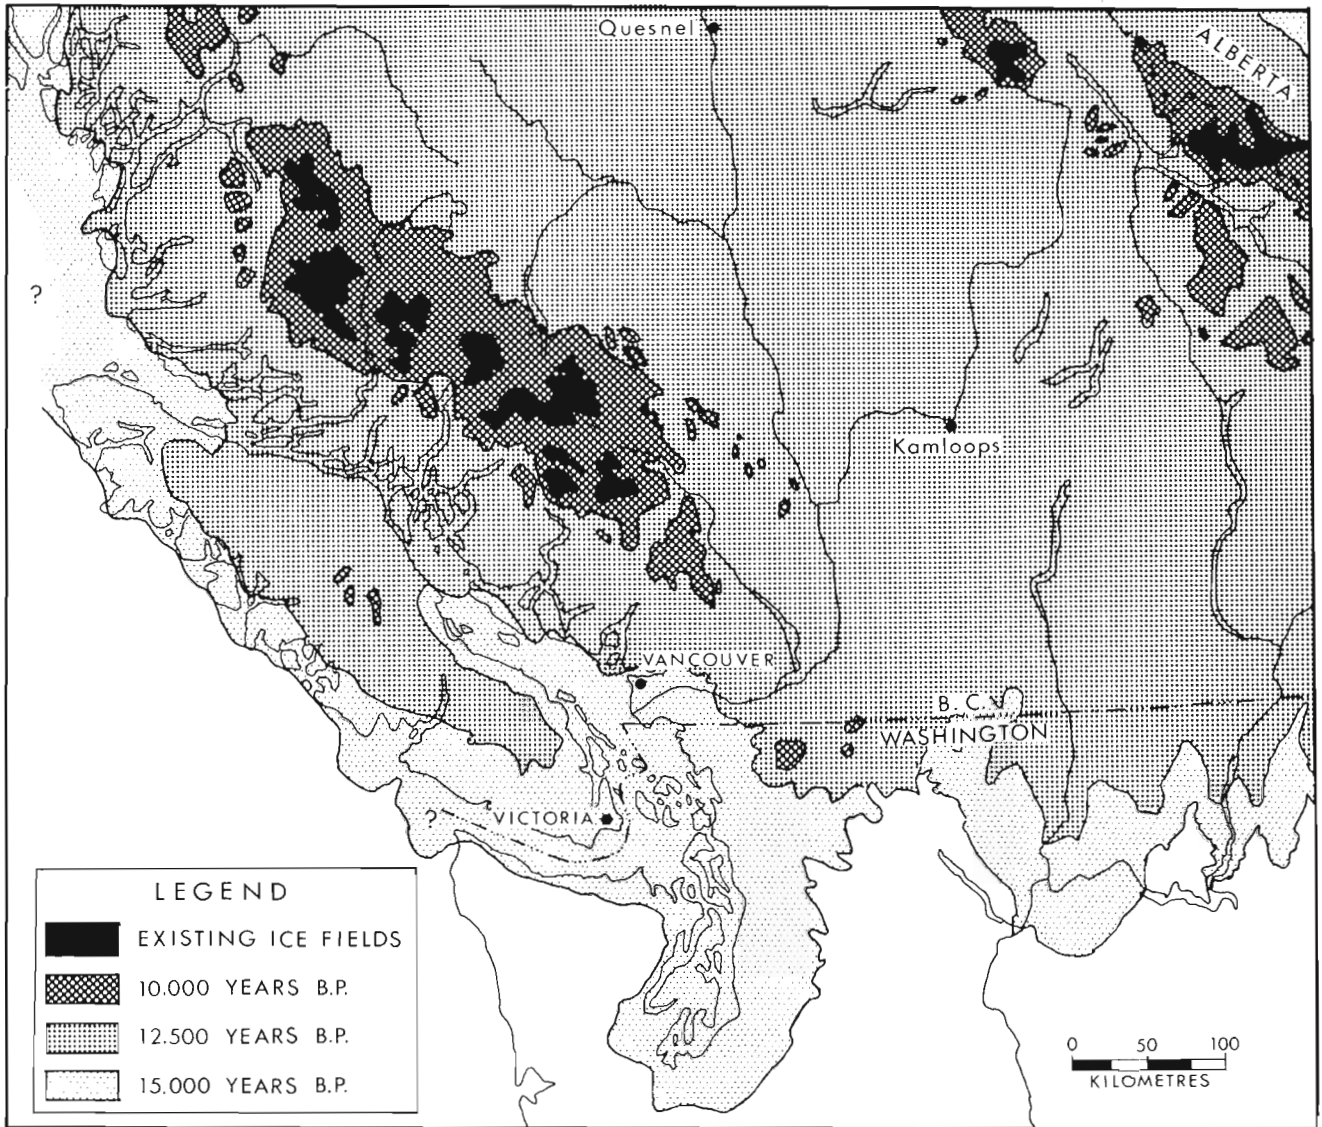 Quesnel
ALBERTA
?
Kamloops
VANCOUVER
B. C.
WASHINGTON
? VICTORIA
LEGEND
EXISTING ICE FIELDS
10.000 YEARS B.P.
12.500 YEARS B.P.
15.000 YEARS B.P.
0 50 100
KILOMETRES